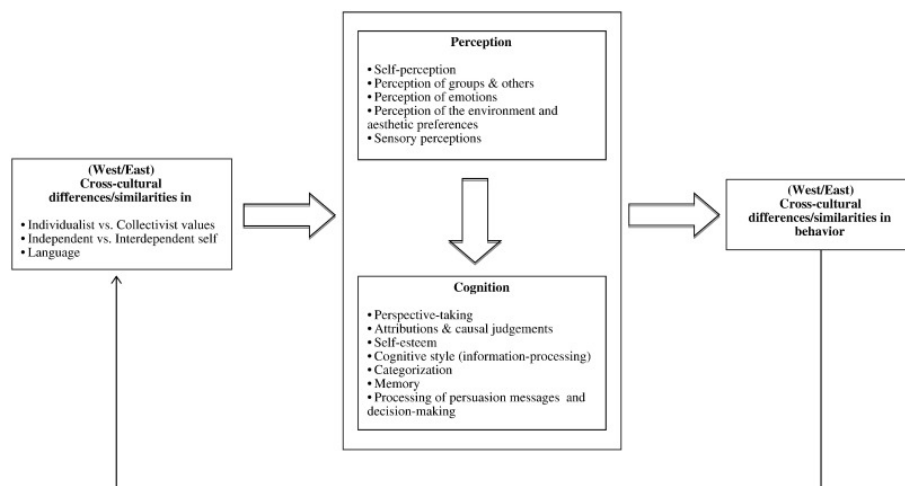 Perception
• Self-perception
• Perception of groups & others
• Perception of emotions
• Perception of the environment and
aesthetic preferences
• Sensory perceptions
(West/East)
Cross-cultural
differences/similarities in
• Individualist vs. Collectivist values
• Independent vs. Interdependent self
• Language
(West/East)
Cross-cultural
differences/similarities in
behavior
Cognition
• Perspective-taking
• Attributions & causal judgements
• Self-esteem
• Cognitive style (information-processing)
• Categorization
• Memory
• Processing of persuasion messages and
decision-making